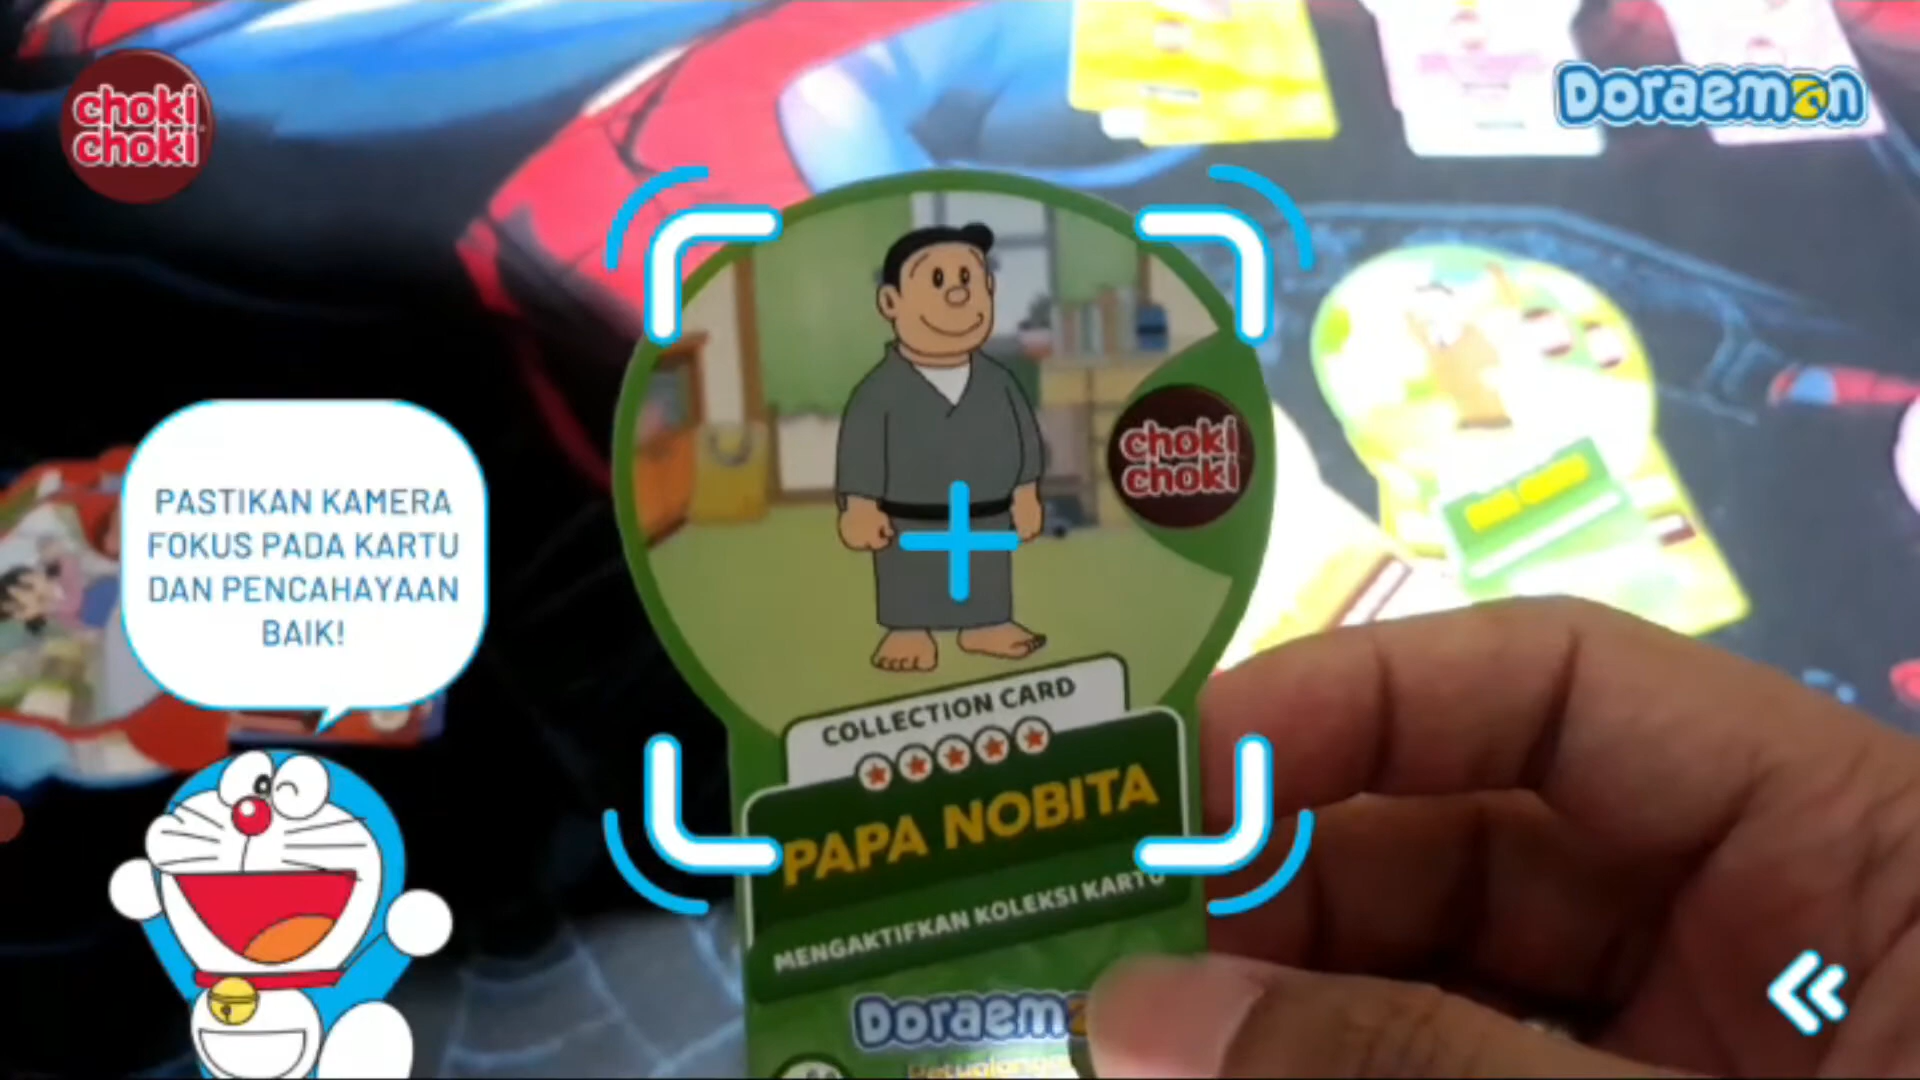 choki
choki
Doraemon
PASTIKAN KAMERA
FOKUS PADA KARTU
DAN PENCAHAYAAN
BAIK!
choki
choki
COLLECTION CARD
PAPA NOBITA
MENGAKTIFKAN KOLEKSI KARTU
Doraem